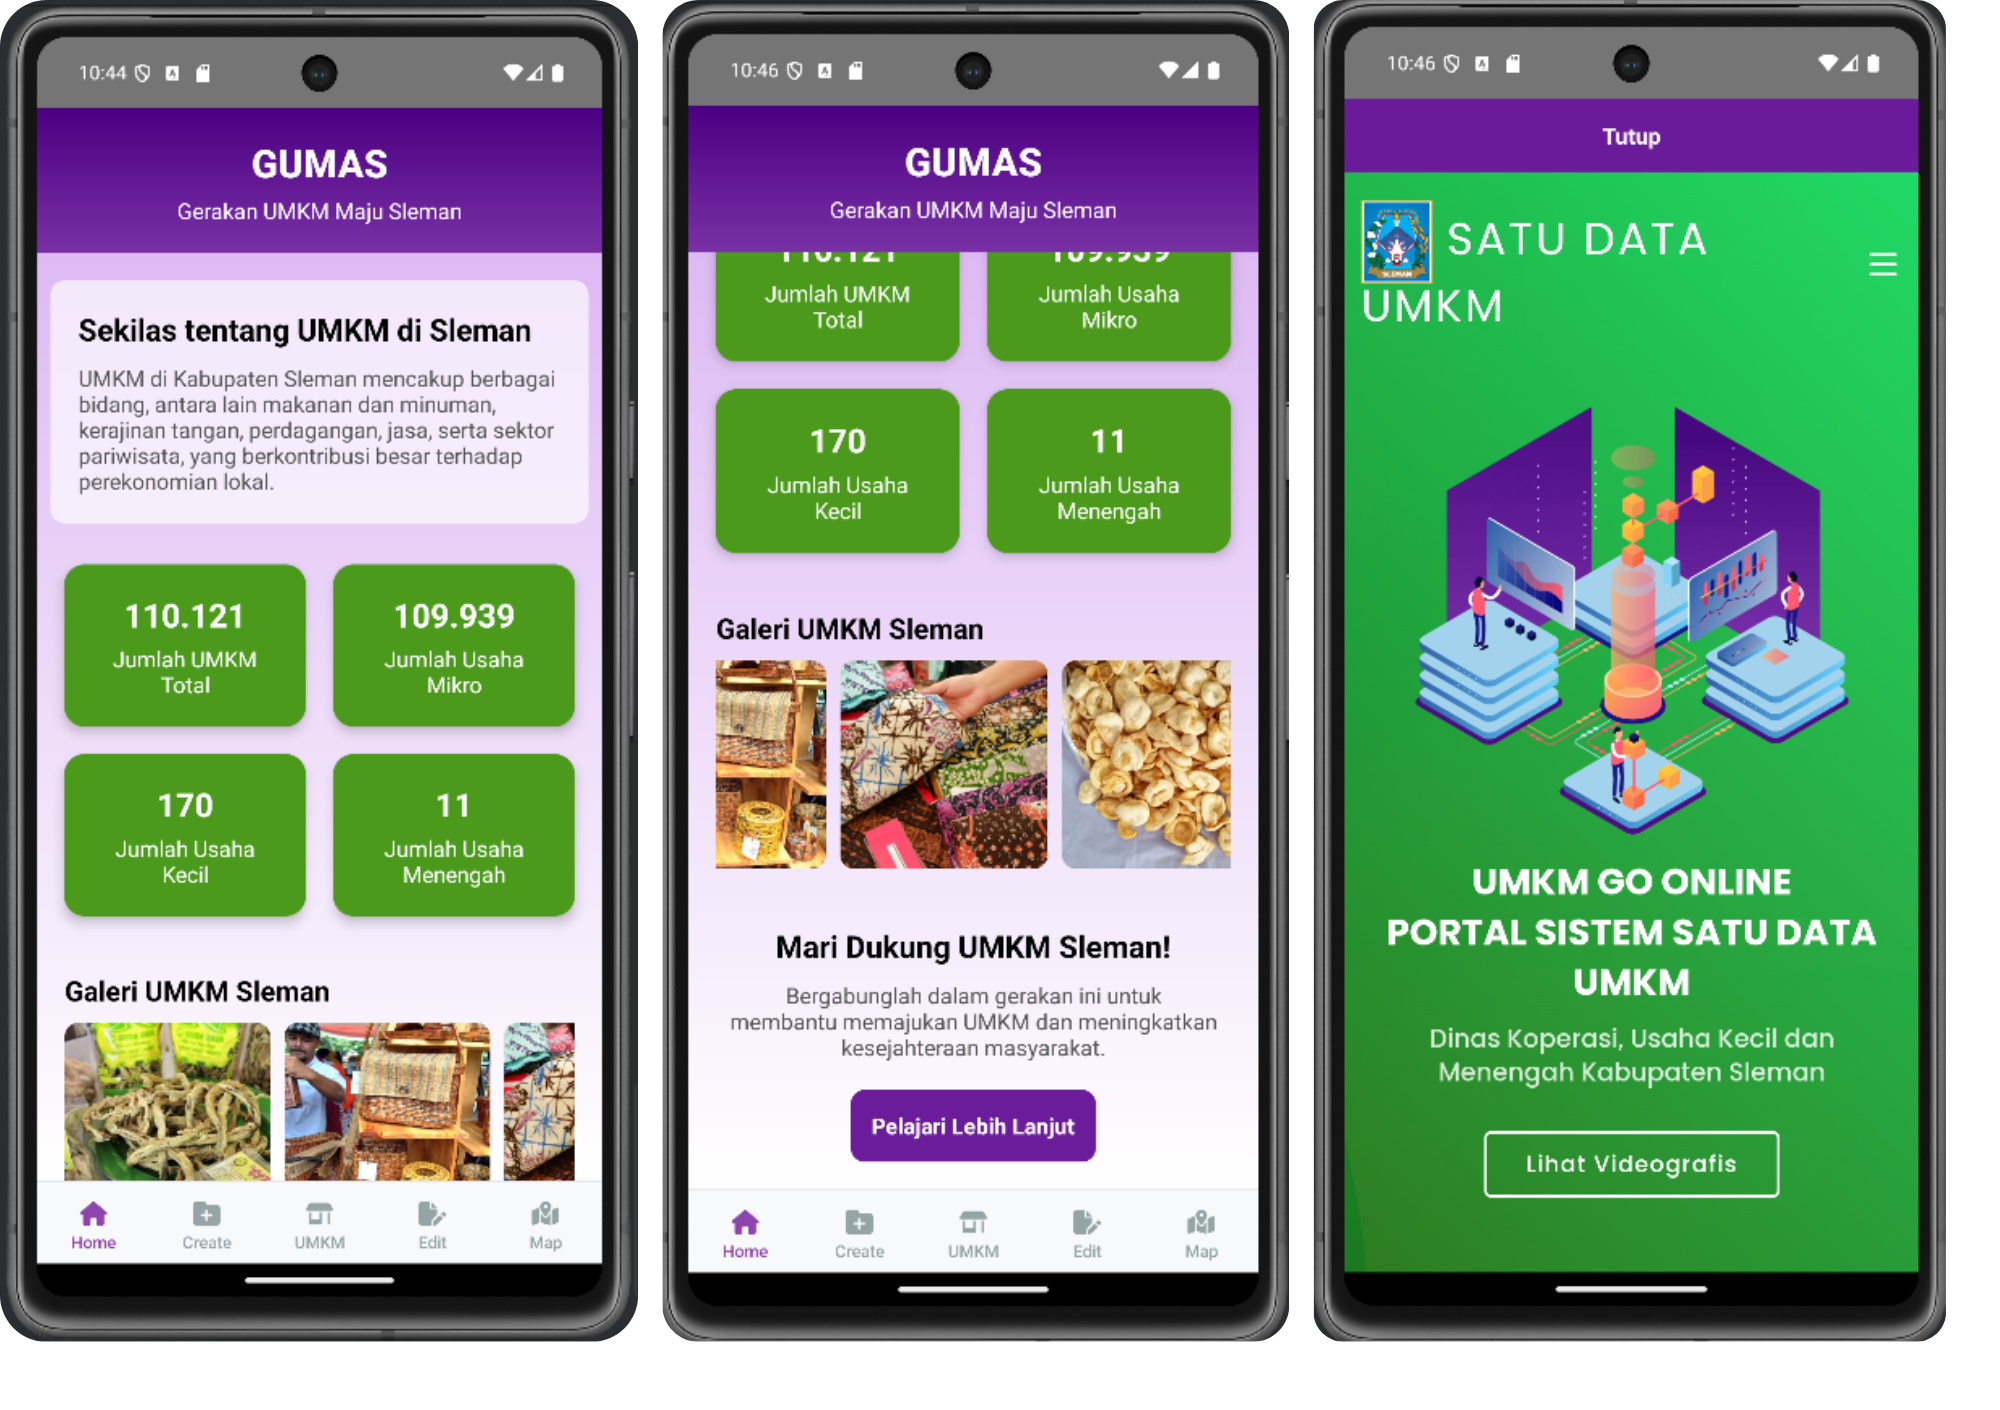 10:44
GUMAS
Gerakan UMKM Maju Sleman
Sekilas tentang UMKM di Sleman
UMKM di Kabupaten Sleman mencakup berbagai
bidang, antara lain makanan dan minuman,
kerajinan tangan, perdagangan, jasa, serta sektor
pariwisata, yang berkontribusi besar terhadap
perekonomian lokal.
110.121
Jumlah UMKM
Total
109.939
Jumlah Usaha
Mikro
170
Jumlah Usaha
Kecil
11
Jumlah Usaha
Menengah
Galeri UMKM Sleman
Home
Create
UMKM
Edit
Map
10:46
GUMAS
Gerakan UMKM Maju Sleman
110.121
Jumlah UMKM
Total
109.939
Jumlah Usaha
Mikro
170
Jumlah Usaha
Kecil
11
Jumlah Usaha
Menengah
Galeri UMKM Sleman
Mari Dukung UMKM Sleman!
Bergabunglah dalam gerakan ini untuk
membantu memajukan UMKM dan meningkatkan
kesejahteraan masyarakat.
Pelajari Lebih Lanjut
Home
Create
UMKM
Edit
Map
10:46
Tutup
SLEMAN
SATU DATA
UMKM
UMKM GO ONLINE
PORTAL SISTEM SATU DATA
UMKM
Dinas Koperasi, Usaha Kecil dan
Menengah Kabupaten Sleman
Lihat Videografis